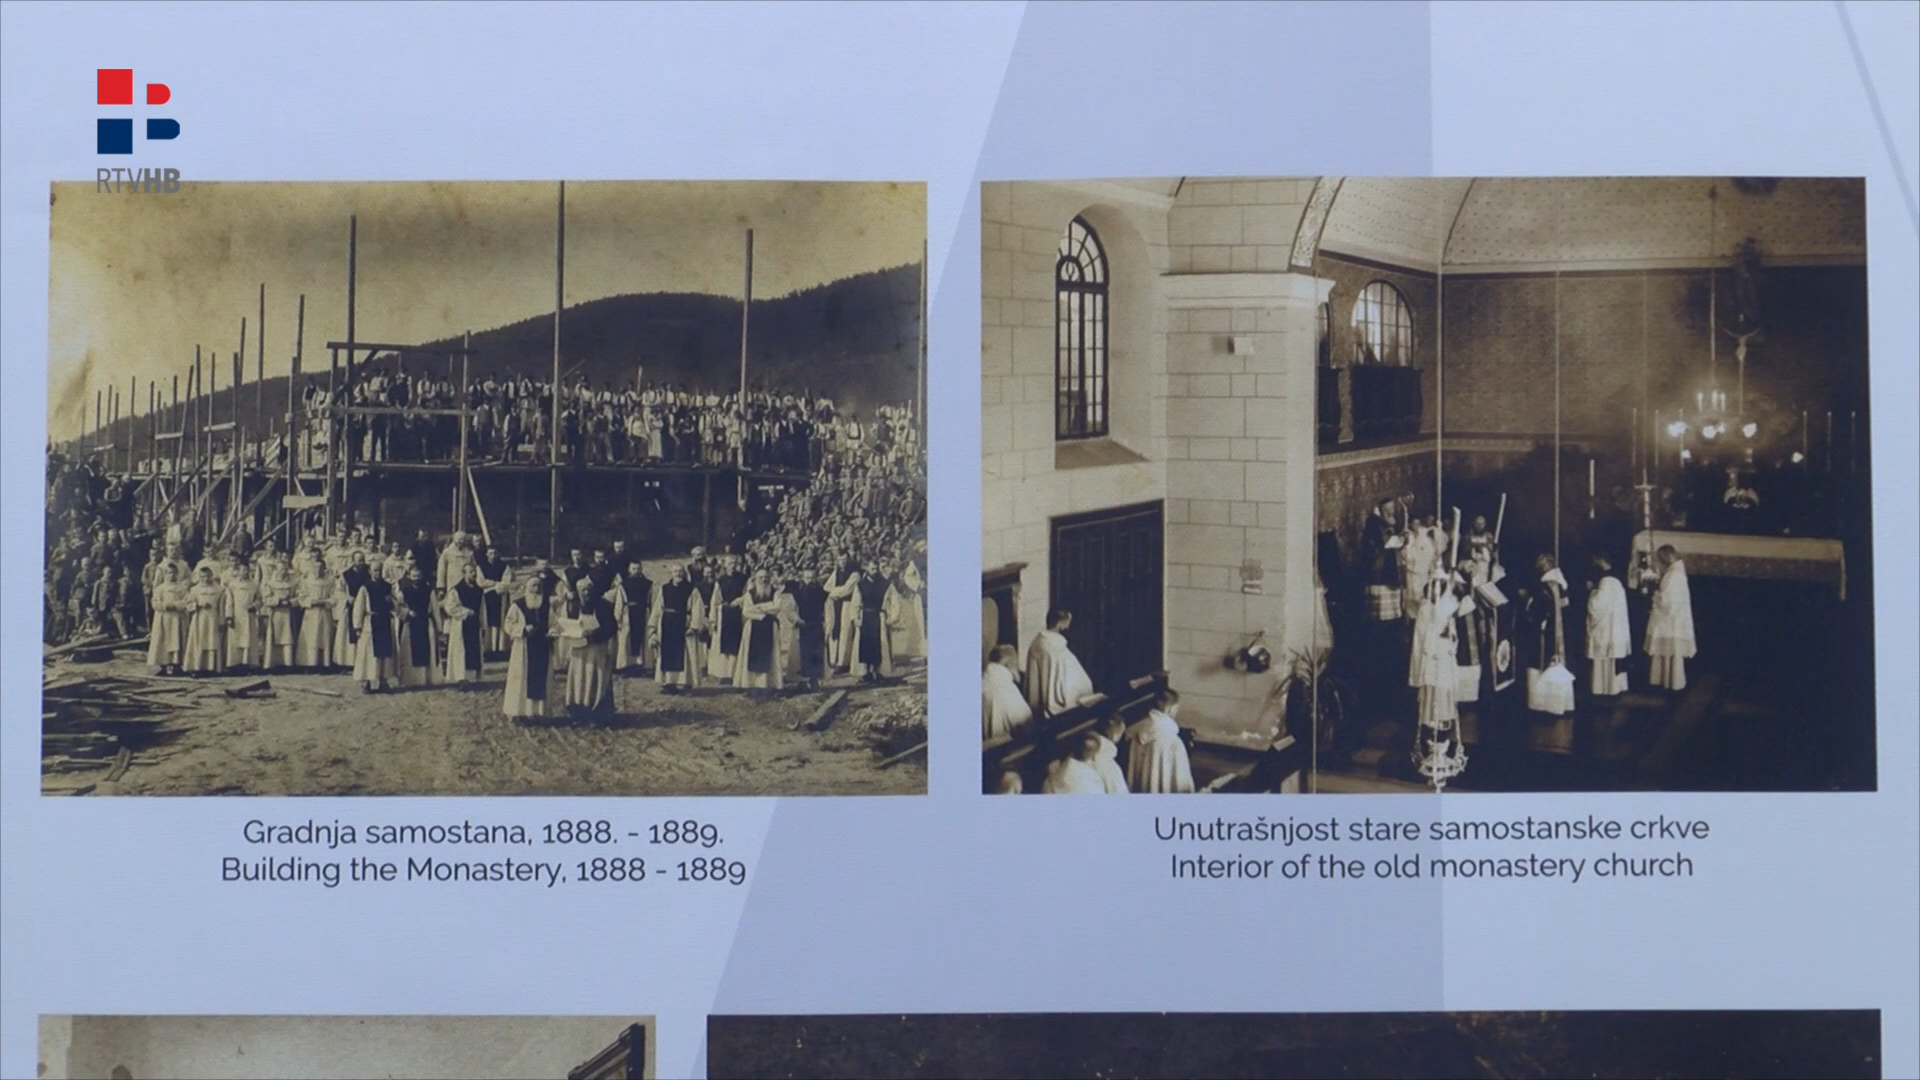 RTVHB
Gradnja samostana, 1888. - 1889.
Building the Monastery, 1888 - 1889
Unutrašnjost stare samostanske crkve
Interior of the old monastery church